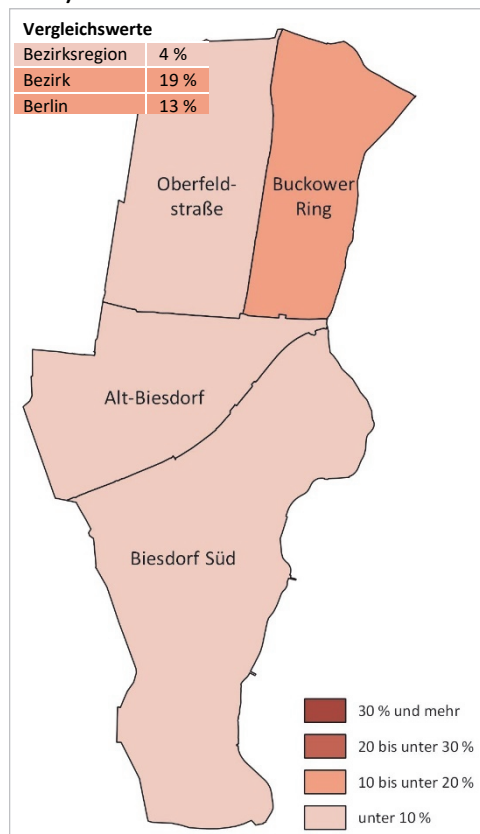 Vergleichswerte
Bezirksregion 4 %
Bezirk 19 %
Berlin 13 %
Oberfeld-
straße
Buckower
Ring
Alt-Biesdorf
Biesdorf Süd
30 % und mehr
20 bis unter 30 %
10 bis unter 20 %
unter 10 %